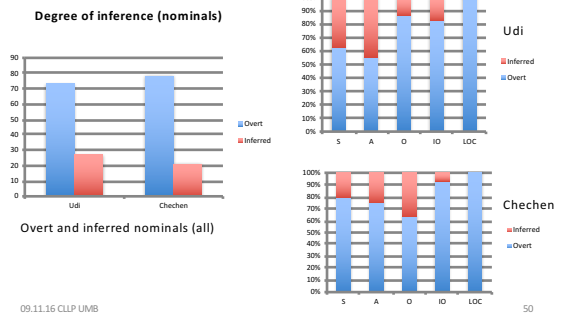 Degree of inference (nominals)
90
80
70
60
50
40
30
20
10
0
Udi
Chechen
Overt
Inferred
Overt and inferred nominals (all)
90%
80%
70%
60%
50%
40%
30%
20%
10%
0%
S A O IO LOC
Udi
Inferred
Overt
100%
90%
80%
70%
60%
50%
40%
30%
20%
10%
0%
S A O IO LOC
Chechen
Inferred
Overt
09.11.16 CLLP UMB
50